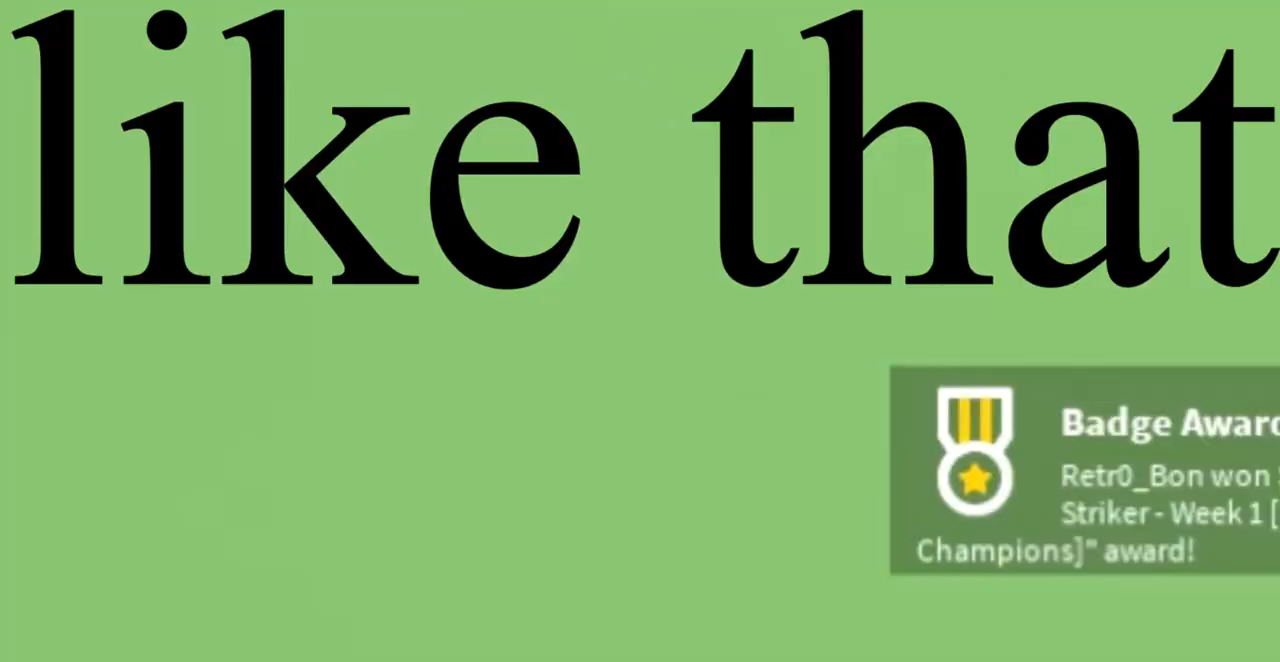 like that
Badge Awar
Retr0_Bon won
Striker - Week 1 [
Champions]" award!